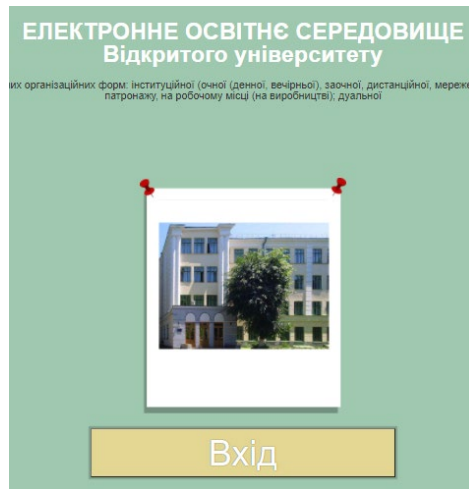 ЕЛЕКТРОННЕ ОСВІТНЄ СЕРЕДОВИЩЕ
Відкритого університету
их організаційних форм: інституційної (очної (денної, вечірньої), заочної, дистанційної, мереже
патронажу, на робочому місці (на виробництві); дуальної
Вхід